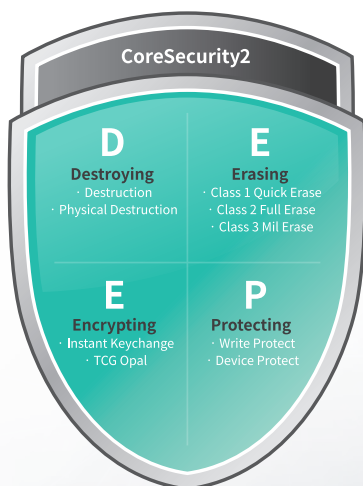 CoreSecurity2
D
Destroying
· Destruction
· Physical Destruction
E
Erasing
· Class 1 Quick Erase
· Class 2 Full Erase
· Class 3 Mil Erase
E
Encrypting
· Instant Keychange
· TCG Opal
P
Protecting
· Write Protect
· Device Protect